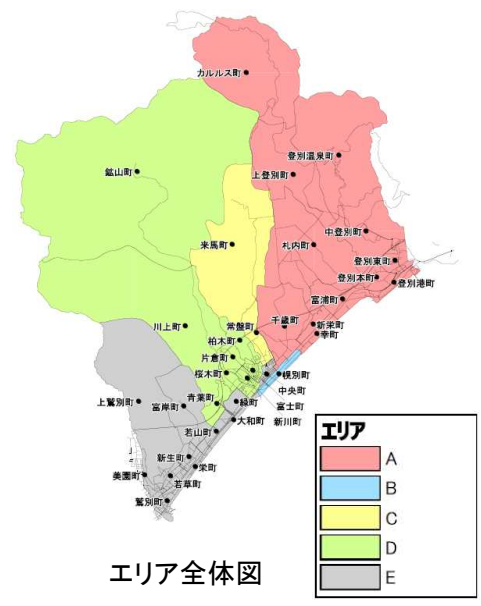 カルルス町
登別温泉町
鉱山町
上登別町
中登別町
来馬町
札内町
登別東町
登別本町
登別港町
富浦町
千歳町
川上町
常盤町
新栄町
幸町
柏木町
片倉町
桜木町
幌別町
中央町
上鷲別町
富岸町
青葉町
緑町
富士町
大和町
新川町
若山町
新生町
栄町
美園町
若草町
鷲別町
エリア
A
B
C
D
E
エリア全体図